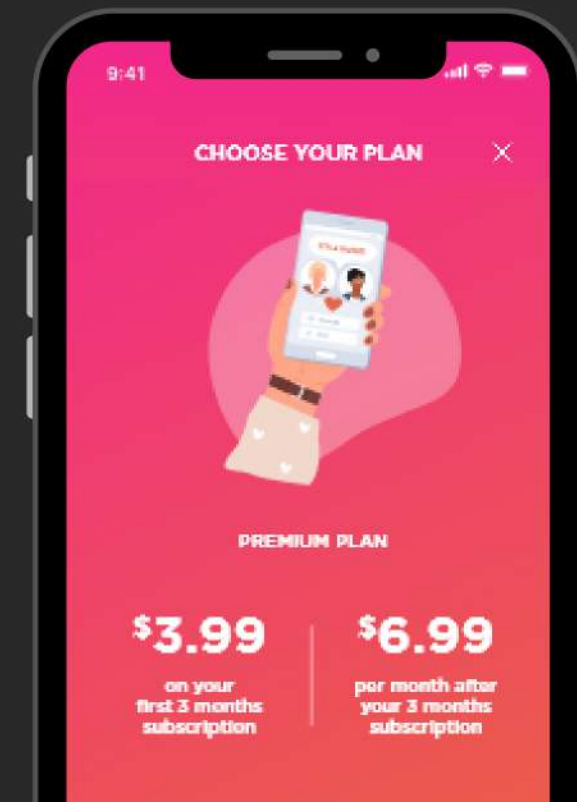 9:41
CHOOSE YOUR PLAN
PREMIUM PLAN
$3.99
on your
first 3 months
subscription
$6.99
per month after
your 3 months
subscription